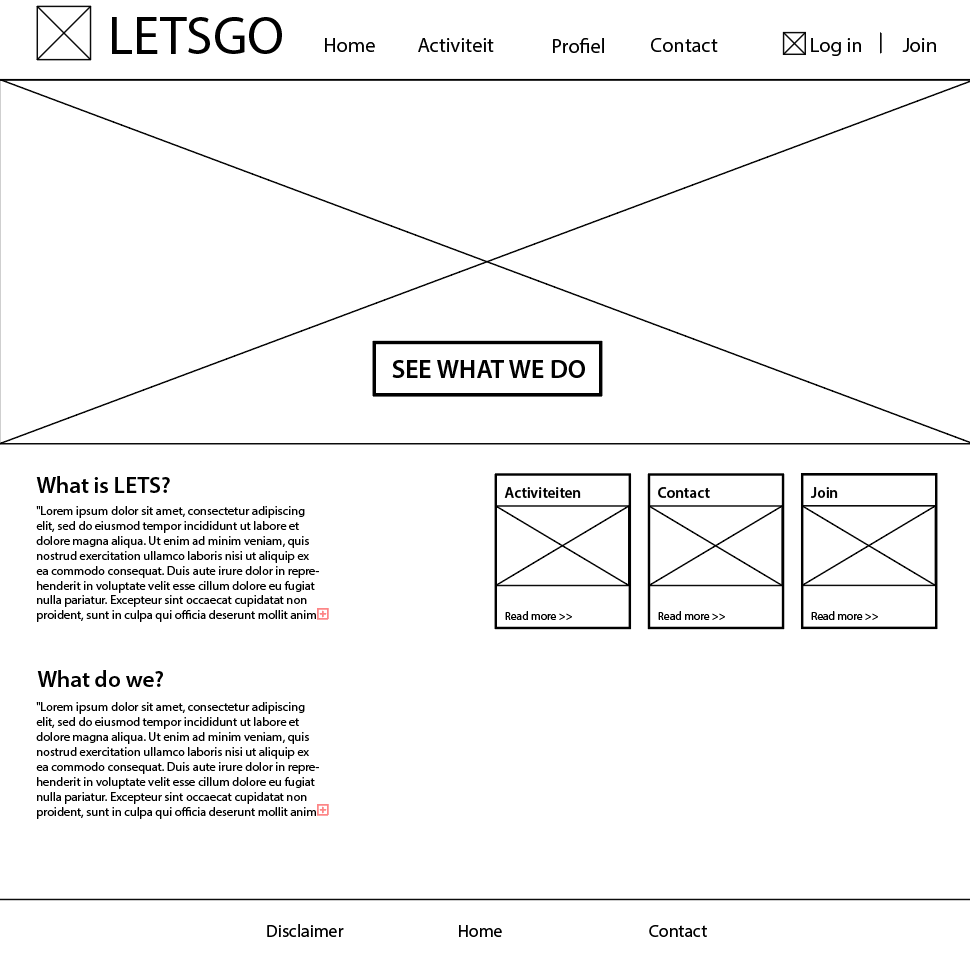 LETSGO
Home Activiteit Profiel Contact Log in | Join
SEE WHAT WE DO
What is LETS?
"Lorem ipsum dolor sit amet, consectetur adipiscing
elit, sed do eiusmod tempor incididunt ut labore et
dolore magna aliqua. Ut enim ad minim veniam, quis
nostrud exercitation ullamco laboris nisi ut aliquip ex
ea commodo consequat. Duis aute irure dolor in repre-
henderit in voluptate velit esse cillum dolore eu fugiat
nulla pariatur. Excepteur sint occaecat cupidatat non
proident, sunt in culpa qui officia deserunt mollit anim
Activiteiten
Read more >>
Contact
Read more >>
Join
Read more >>
What do we?
"Lorem ipsum dolor sit amet, consectetur adipiscing
elit, sed do eiusmod tempor incididunt ut labore et
dolore magna aliqua. Ut enim ad minim veniam, quis
nostrud exercitation ullamco laboris nisi ut aliquip ex
ea commodo consequat. Duis aute irure dolor in repre-
henderit in voluptate velit esse cillum dolore eu fugiat
nulla pariatur. Excepteur sint occaecat cupidatat non
proident, sunt in culpa qui officia deserunt mollit anim
Disclaimer Home Contact